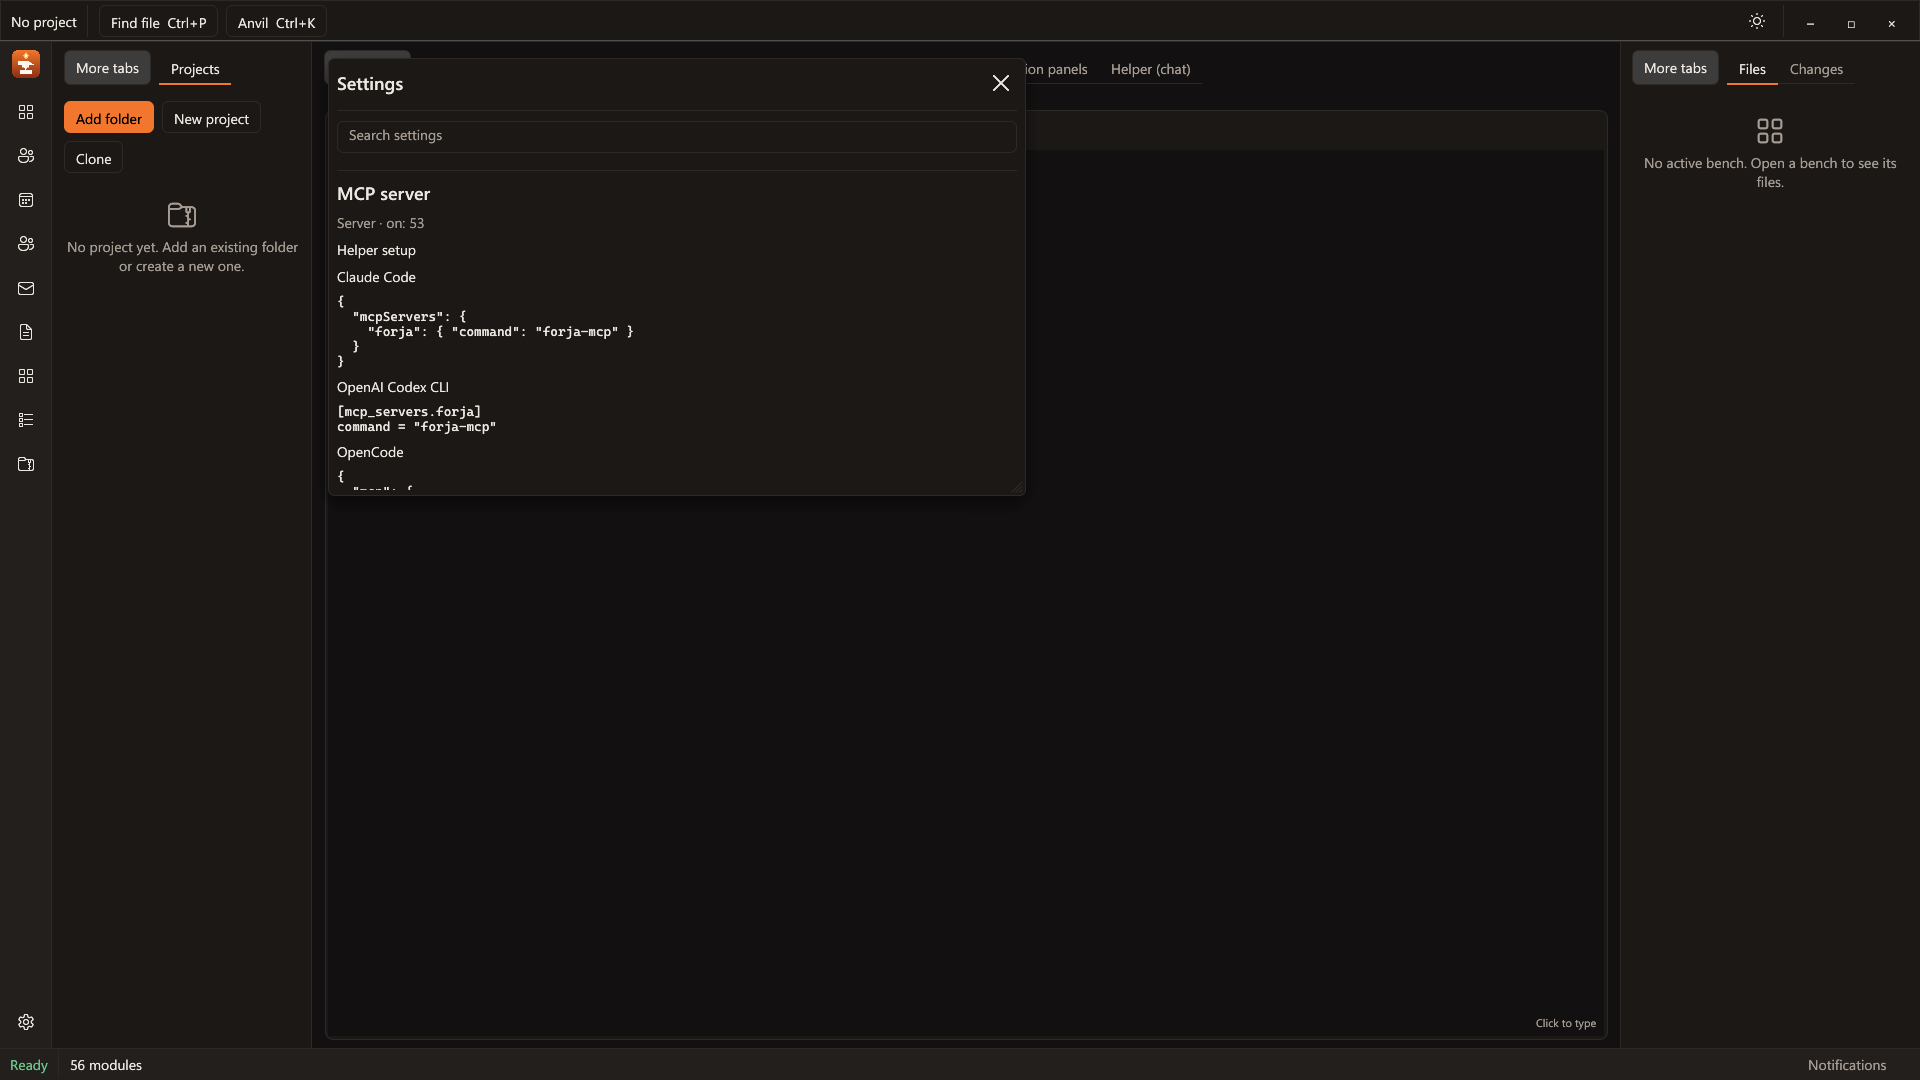 No project
Find file Ctrl+P
Anvil Ctrl+K
More tabs
Projects
Add folder
New project
Clone
No project yet. Add an existing folder
or create a new one.
Settings
Search settings
MCP server
Server · on: 53
Helper setup
Claude Code
{
"mcpServers": {
"forja": { "command": "forja-mcp" }
}
}
OpenAI Codex CLI
[mcp_servers.forja]
command = "forja-mcp"
OpenCode
{
ion panels
Helper (chat)
Click to type
More tabs
Files
Changes
No active bench. Open a bench to see its
files.
Ready
56 modules
Notifications